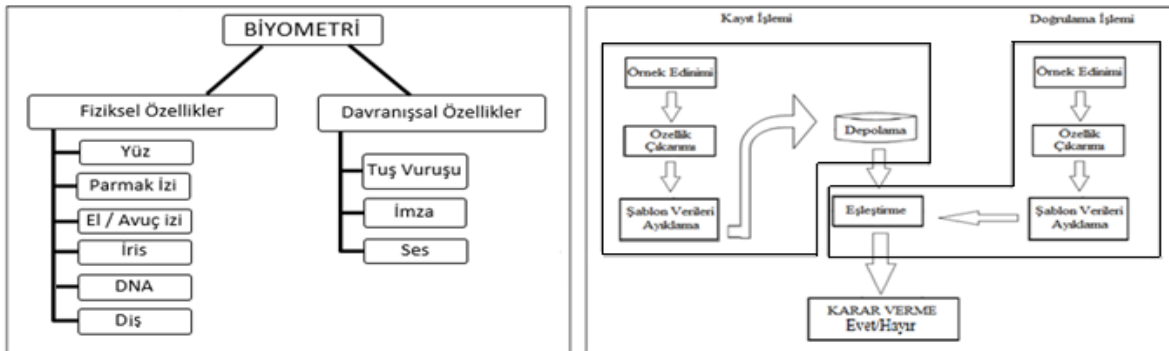 BİYOMETRİ
Fiziksel Özellikler
Yüz
Parmak İzi
El / Avuç izi
İris
DNA
Diş
Davranışsal Özellikler
Tuş Vuruşu
İmza
Ses
Kayıt İşlemi
Örnek Edinimi
Özellik
Çıkarımı
Şablon Verileri
Ayıklama
Depolama
Eşleştirme
Doğrulama İşlemi
Örnek Edinimi
Özellik
Çıkarımı
Şablon Verileri
Ayıklama
KARAR VERME
Evet/Hayır